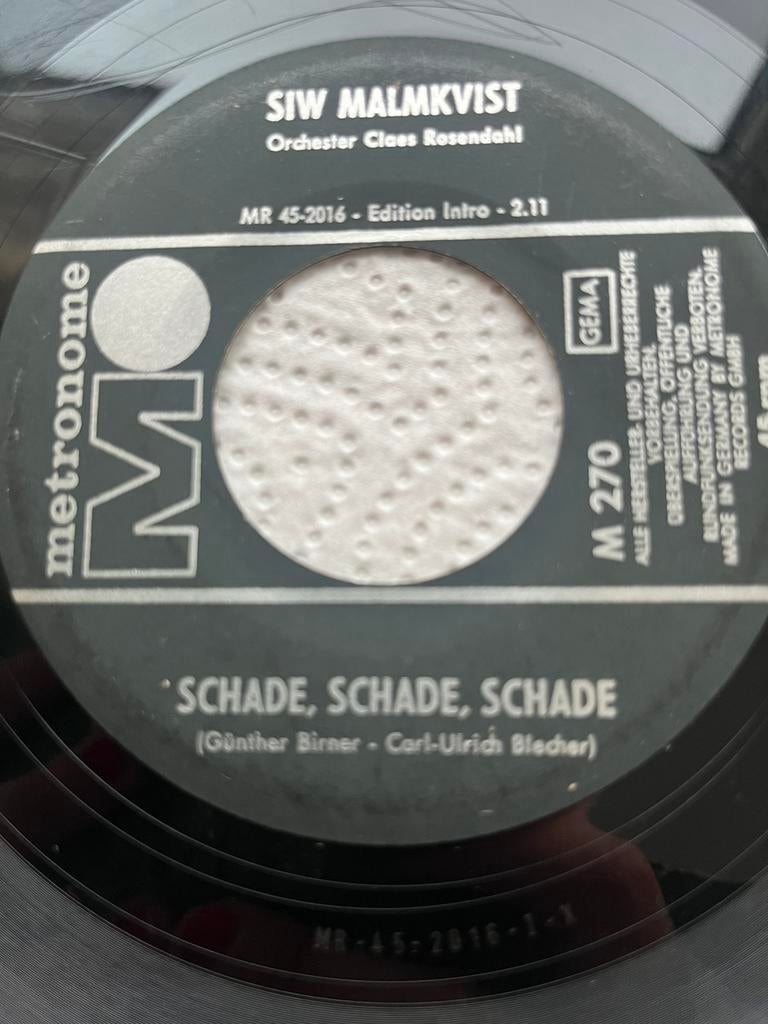 SIW MALMKVIST
Orchester Claes Rosendahl
MR 45-2016 - Edition Intro - 2.11
metronome
M
GEMA
M 270
ALLE HERSTELLER- UND URHEBERRECHTE
VORBEHALTEN.
ÜBERSPIELUNG, ÖFFENTLICHE
AUFFÜHRUNG UND
RUNDFUNKSENDUNG VERBOTEN.
MADE IN GERMANY BY METRONOME
RECORDS GMBH
45 rpm
SCHADE, SCHADE, SCHADE
(Günther Birner - Carl-Ulrich Blecher)
MR-45-2016-1-X